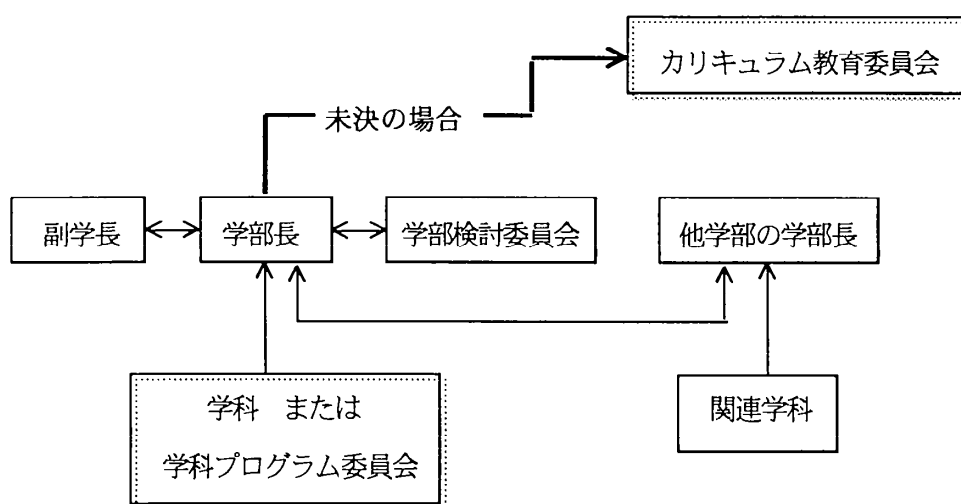 カリキュラム教育委員会
未決の場合
副学長
学部長
学部検討委員会
他学部の学部長
学科　または
学科プログラム委員会
関連学科